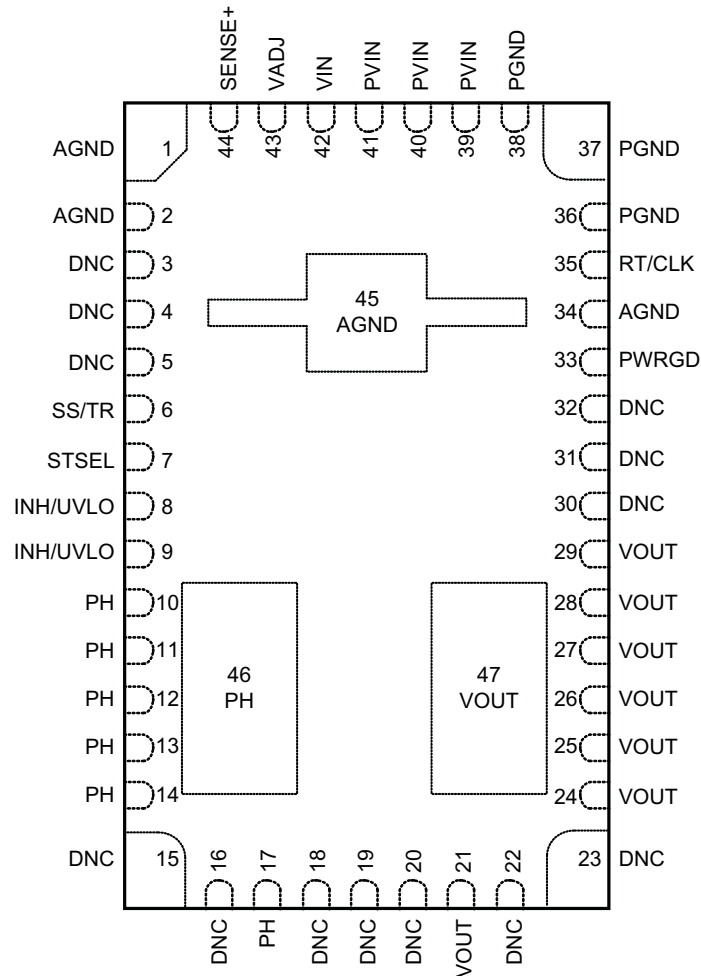 SENSE+
VADJ
VIN
PVIN
PVIN
PVIN
PGND
44
43
42
41
40
39
38
AGND 1
37 PGND
AGND 2
36 PGND
DNC 3
35 RT/CLK
DNC 4
34 AGND
DNC 5
33 PWRGD
SS/TR 6
32 DNC
STSEL 7
31 DNC
INH/UVLO 8
30 DNC
INH/UVLO 9
29 VOUT
PH 10
28 VOUT
PH 11
27 VOUT
PH 12
26 VOUT
PH 13
25 VOUT
PH 14
24 VOUT
DNC 15
23 DNC
45
AGND
46
PH
47
VOUT
16
17
18
19
20
21
22
DNC
PH
DNC
DNC
DNC
VOUT
DNC